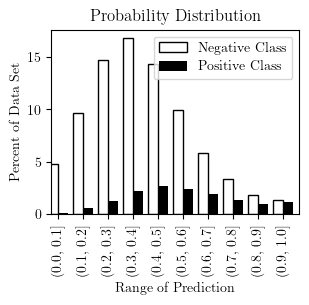 Probability Distribution
Negative Class
Positive Class
Percent of Data Set
15
10
5
0
(0.0, 0.1]
(0.1, 0.2]
(0.2, 0.3]
(0.3, 0.4]
(0.4, 0.5]
(0.5, 0.6]
(0.6, 0.7]
(0.7, 0.8]
(0.8, 0.9]
(0.9, 1.0]
Range of Prediction